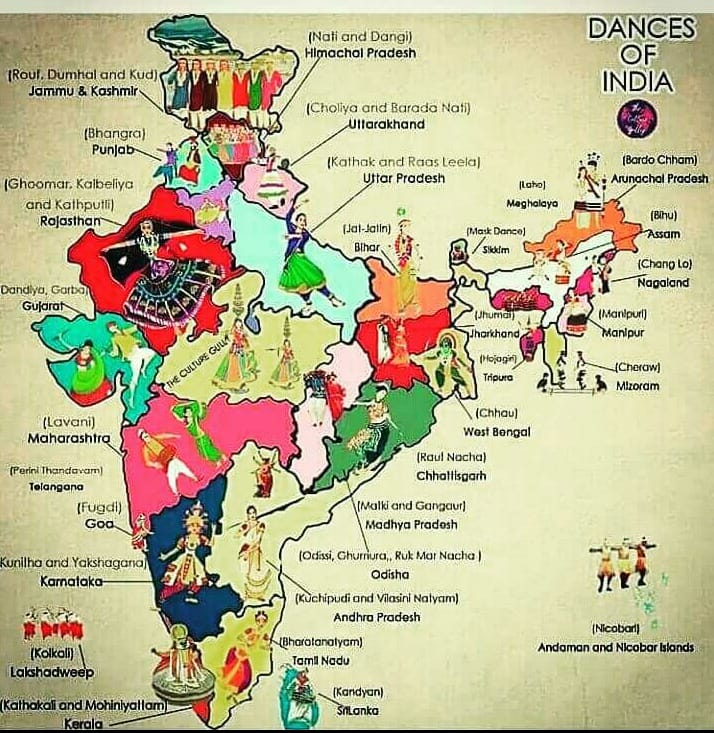 DANCES
OF
INDIA
(Nati and Dangi)
Himachal Pradesh
(Rouf, Dumhal and Kud)
Jammu & Kashmir
(Choliya and Barada Nati)
Uttarakhand
(Bhangra)
Punjab
(Kathak and Raas Leela)
Uttar Pradesh
(Bardo Chham)
Arunachal Pradesh
(Laho)
Meghalaya
(Ghoomar, Kalbeliya
and Kathputli)
Rajasthan
(Bihu)
Assam
(Jat-Jatin)
Bihar
(Mask Dance)
Sikkim
(Chang Lo)
Nagaland
Dandiya, Garba)
Gujarat
(Jhumar)
Jharkhand
(Manipuri)
Manipur
THE CULTURE GULLY
(Hojagiri)
Tripura
(Cheraw)
Mizoram
(Chhau)
West Bengal
(Lavani)
Maharashtra
(Raut Nacha)
Chhattisgarh
(Perini Thandavam)
Telangana
(Matki and Gangaur)
Madhya Pradesh
(Fugdi)
Goa
(Odissi, Ghumura,, Ruk Mar Nacha )
Odisha
Kunitha and Yakshagana)
Karnataka
(Kuchipudi and Vilasini Natyam)
Andhra Pradesh
(Nicobari)
Andaman and Nicobar Islands
(Kolkali)
Lakshadweep
(Bharatanatyam)
Tamil Nadu
(Kandyan)
SriLanka
(Kathakali and Mohiniyattam)
Kerala